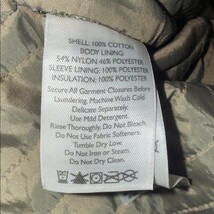 SHELL: 100% COTTON
BODY LINING
54% NYLON 46% POLYESTER
SLEEVE LINING: 100% POLYESTER
INSULATION: 100% POLYESTER
Secure All Garment Closures Before
Laundering. Machine Wash Cold
Delicate Separately.
Use Mild Detergent.
Rinse Thoroughly. Do Not Bleach.
Do Not Use Fabric Softeners.
Tumble Dry Low.
Do Not Iron or Steam.
Do Not Dry Clean.